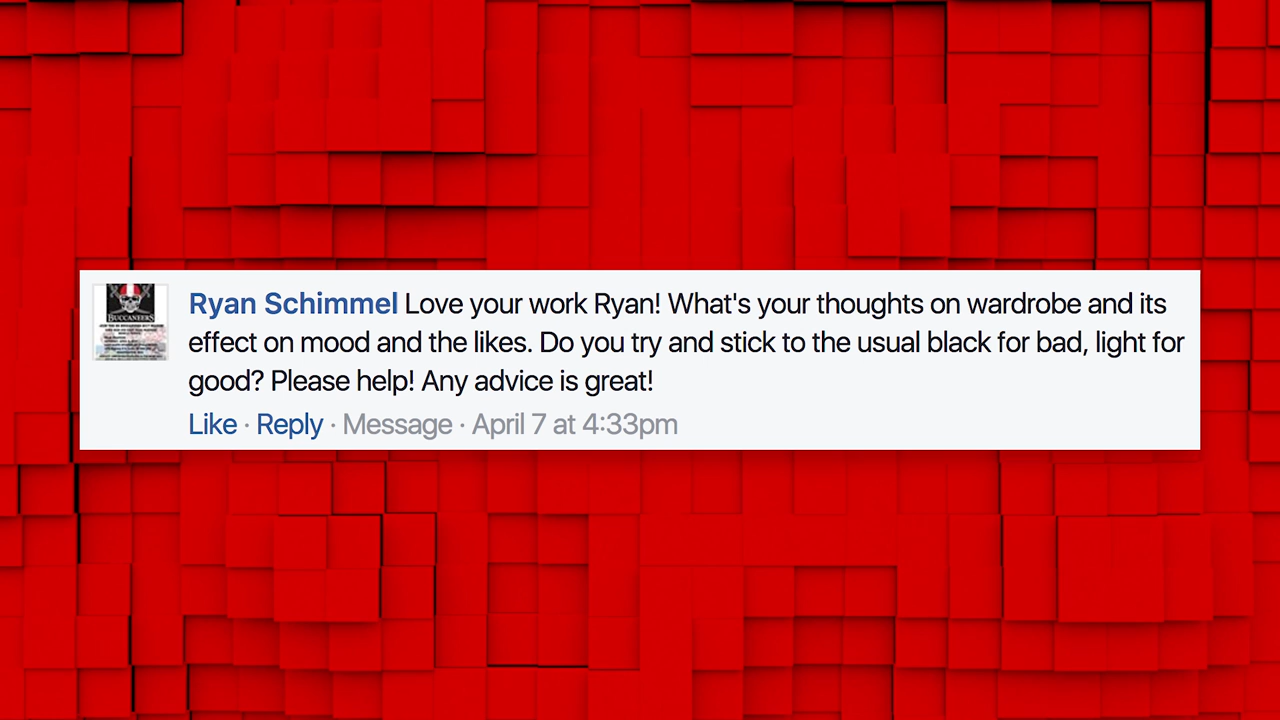 BUCCANEERS
Ryan Schimmel Love your work Ryan! What's your thoughts on wardrobe and its
effect on mood and the likes. Do you try and stick to the usual black for bad, light for
good? Please help! Any advice is great!
Like · Reply · Message · April 7 at 4:33pm